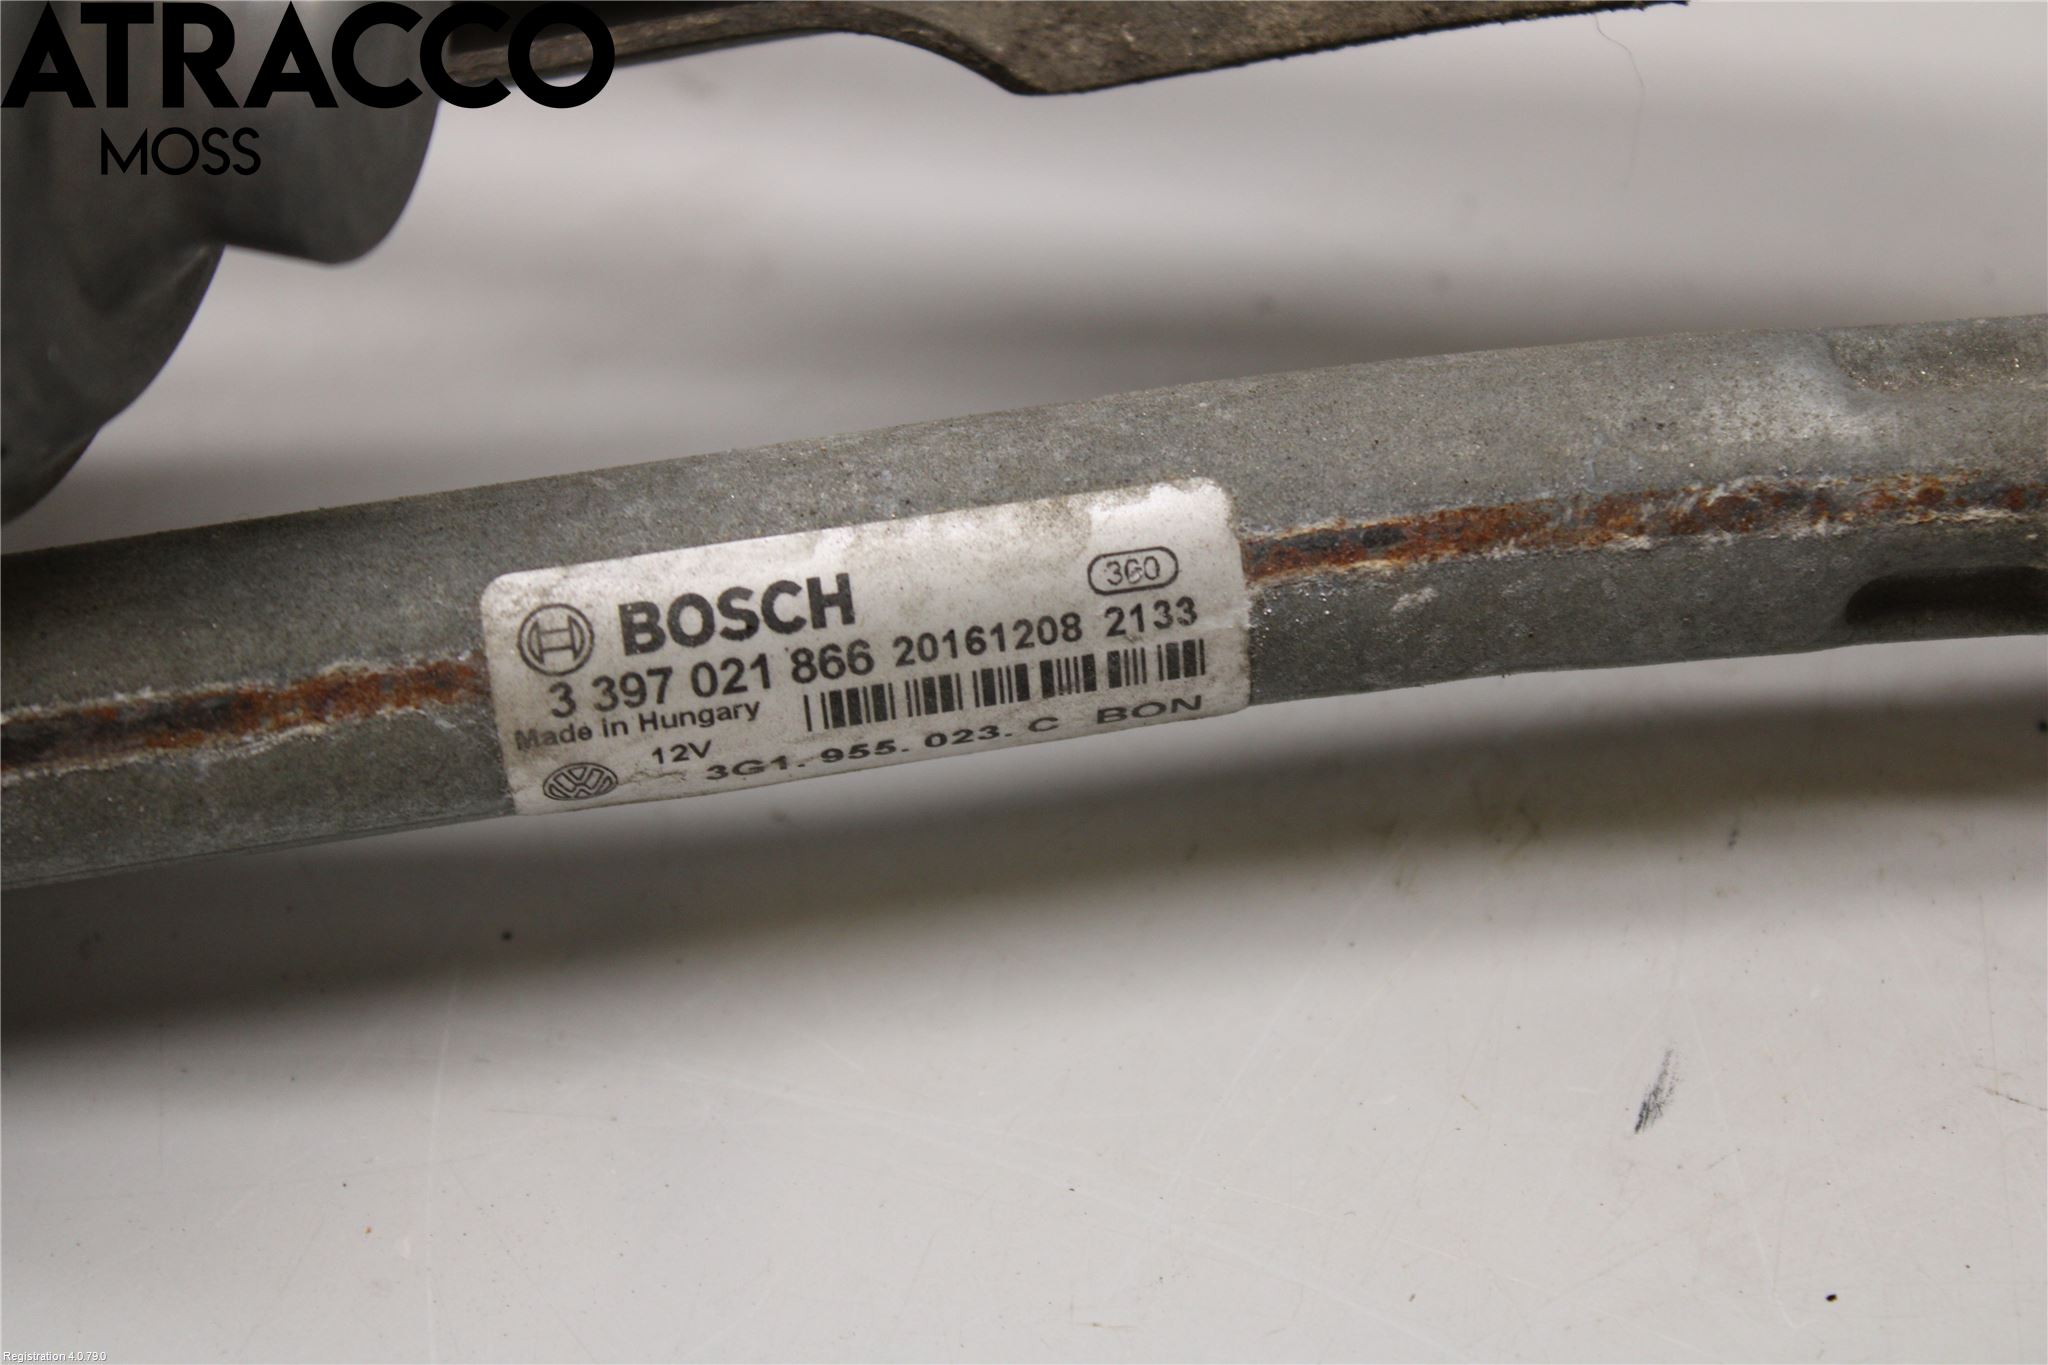 ATRACCO
MOSS
BOSCH
3G0
3 397 021 866 20161208 2133
Made in Hungary
12V
3G1. 955. 023. C BON
Registration 4.0.79.0